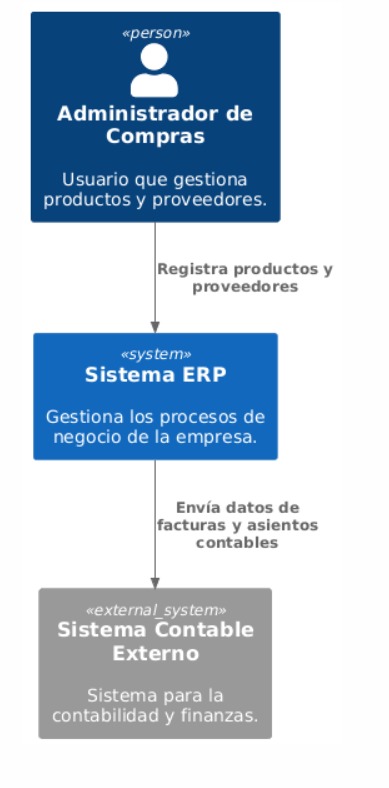 «person»
Administrador de
Compras
Usuario que gestiona
productos y proveedores.
Registra productos y
proveedores
«system»
Sistema ERP
Gestiona los procesos de
negocio de la empresa.
Envía datos de
facturas y asientos
contables
«external_system»
Sistema Contable
Externo
Sistema para la
contabilidad y finanzas.